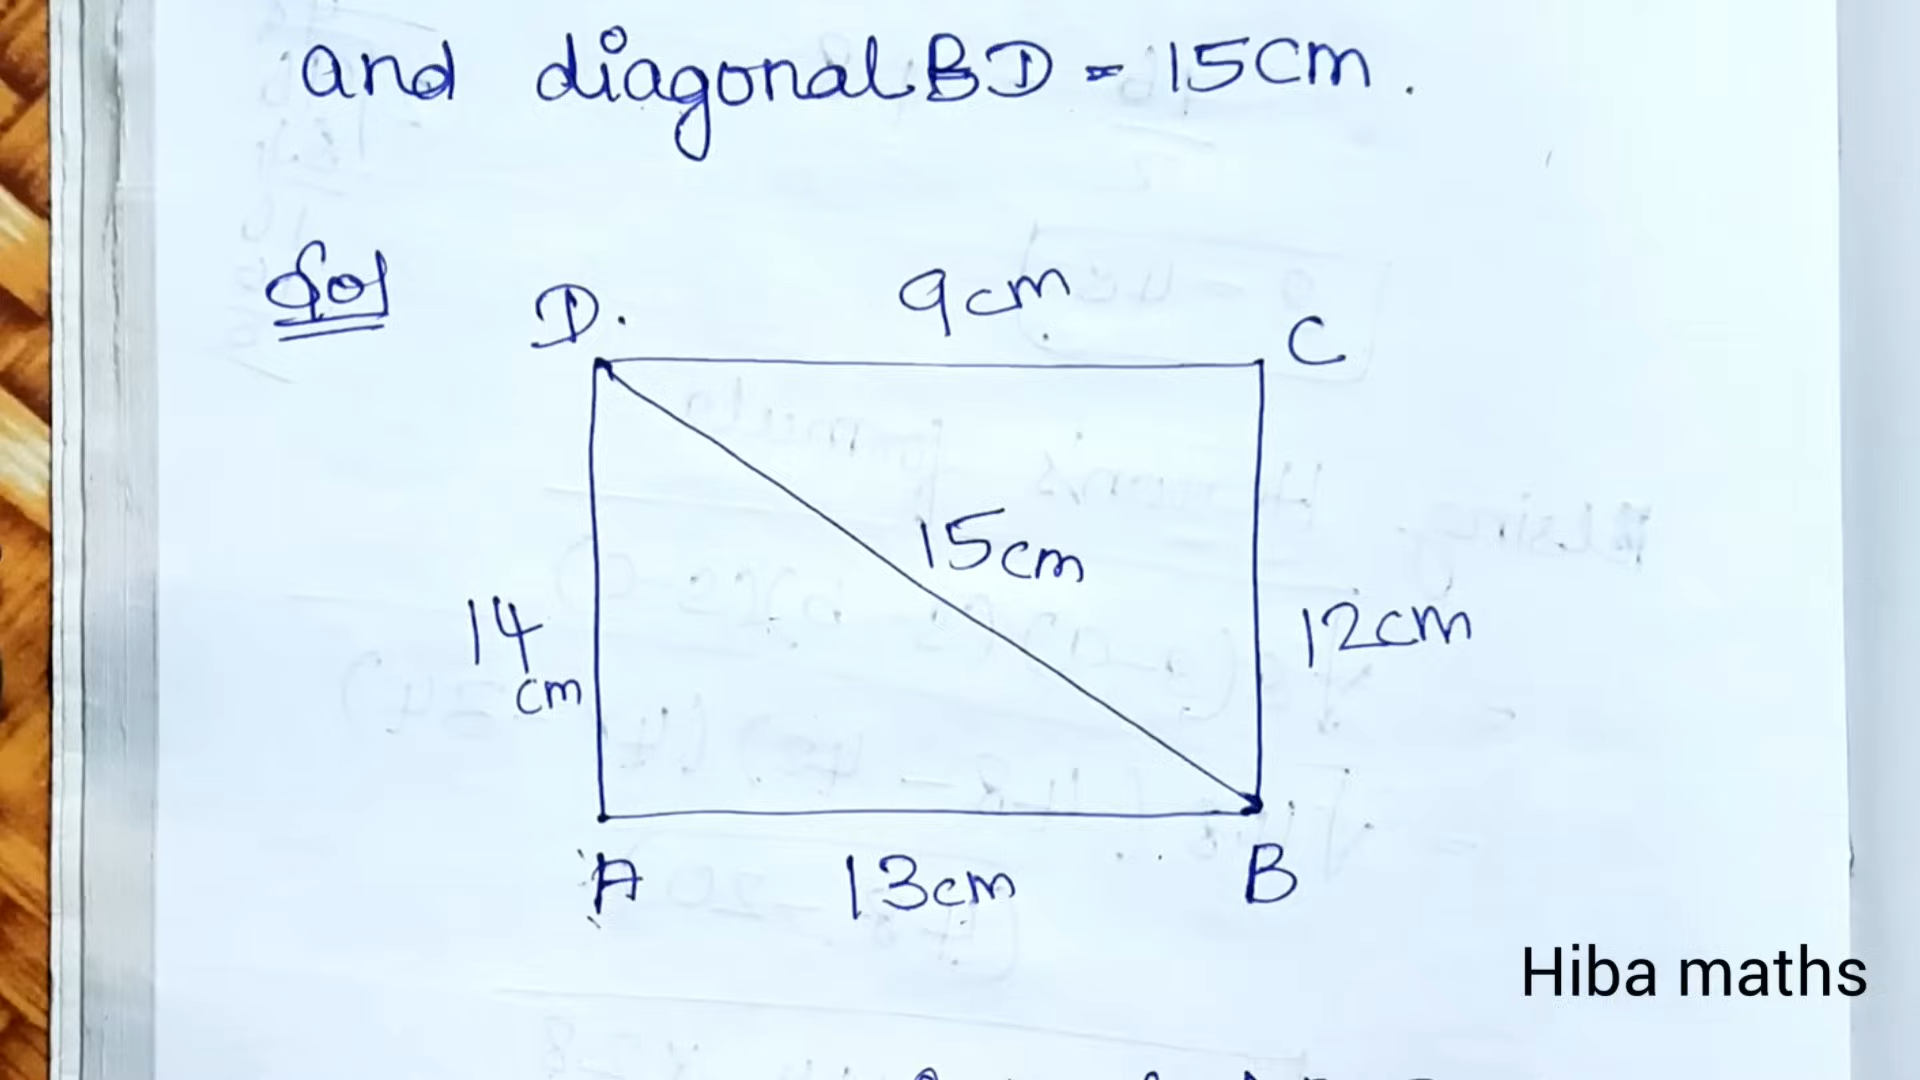 and diagonal BD = 15cm.
Sol
D.
9cm
C
15cm
14
cm
12cm
A
13cm
B
Hiba maths